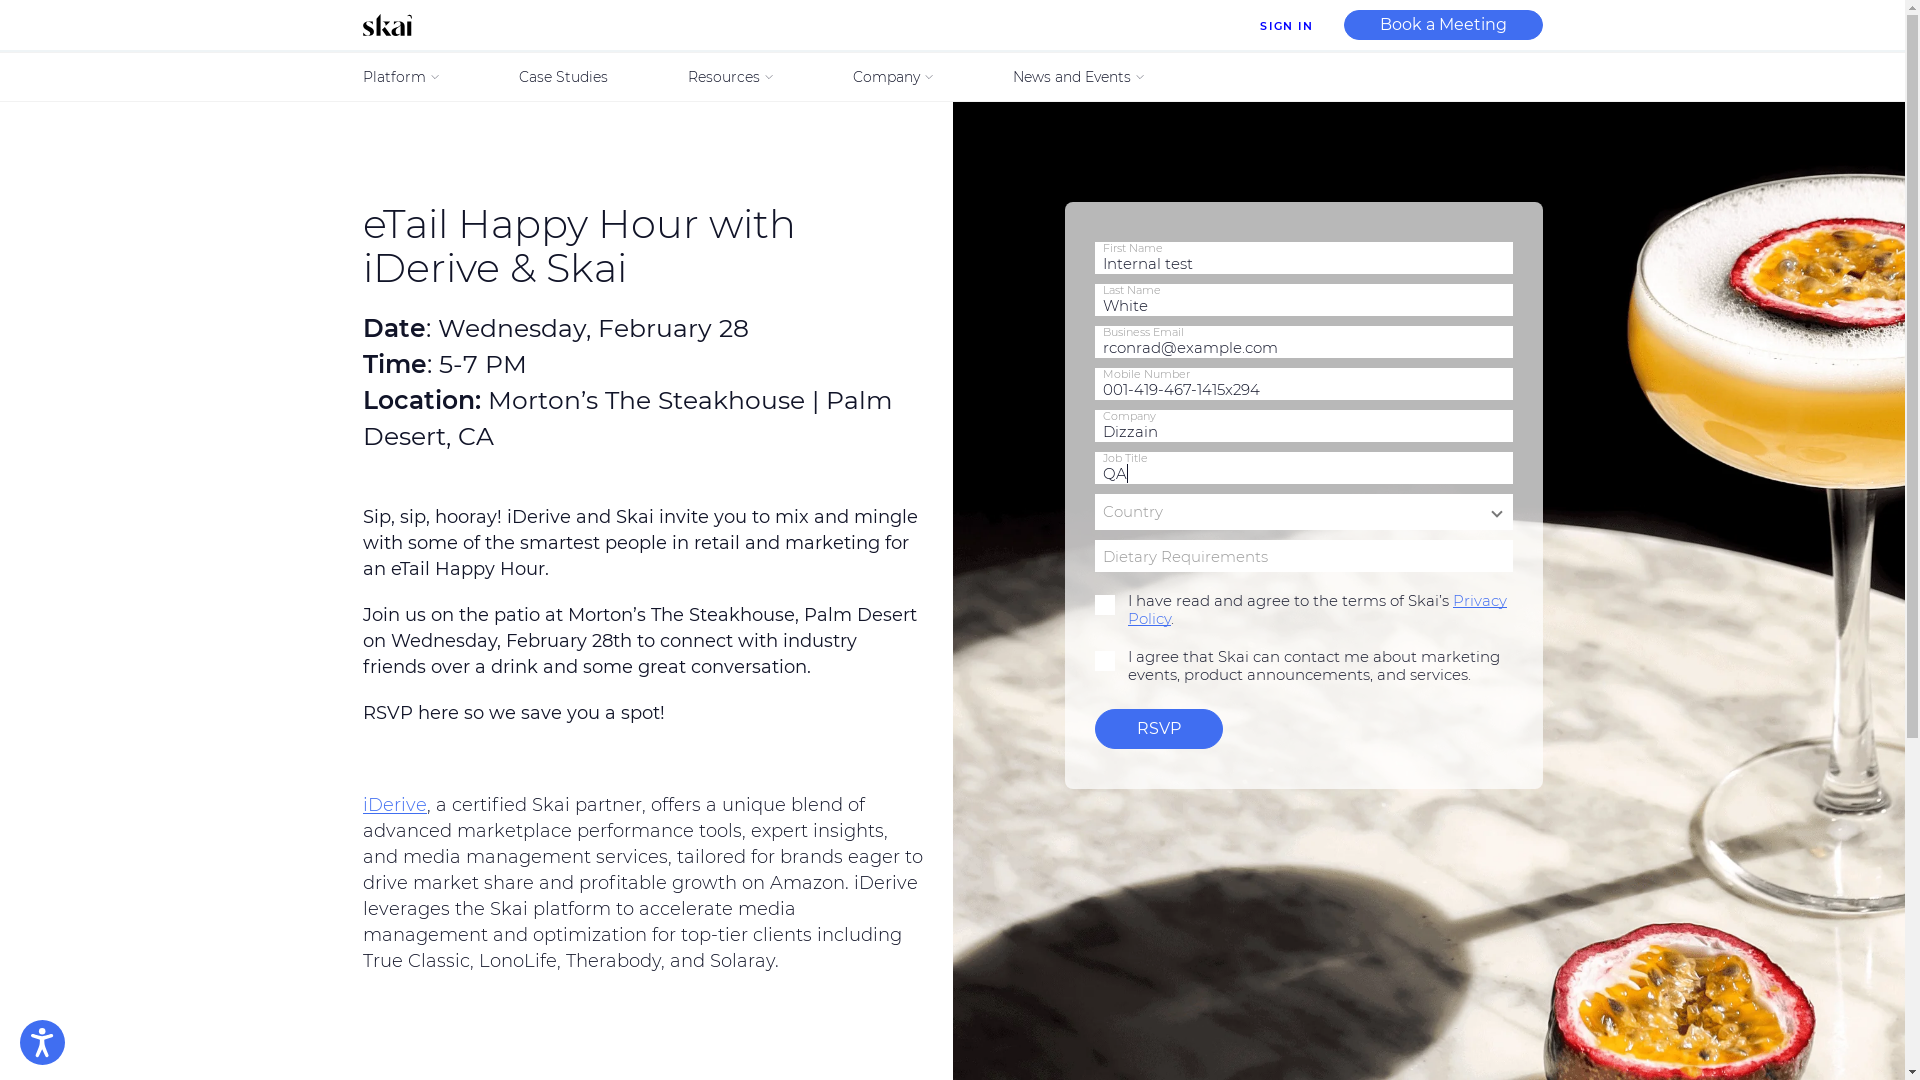 skai
SIGN IN
Book a Meeting
Platform
Case Studies
Resources
Company
News and Events
eTail Happy Hour with
iDerive & Skai
Date: Wednesday, February 28
Time: 5-7 PM
Location: Morton’s The Steakhouse | Palm
Desert, CA
Sip, sip, hooray! iDerive and Skai invite you to mix and mingle
with some of the smartest people in retail and marketing for
an eTail Happy Hour.
Join us on the patio at Morton’s The Steakhouse, Palm Desert
on Wednesday, February 28th to connect with industry
friends over a drink and some great conversation.
RSVP here so we save you a spot!
iDerive, a certified Skai partner, offers a unique blend of
advanced marketplace performance tools, expert insights,
and media management services, tailored for brands eager to
drive market share and profitable growth on Amazon. iDerive
leverages the Skai platform to accelerate media
management and optimization for top-tier clients including
True Classic, LonoLife, Therabody, and Solaray.
First Name
Internal test
Last Name
White
Business Email
rconrad@example.com
Mobile Number
001-419-467-1415x294
Company
Dizzain
Job Title
QA
Country
Dietary Requirements
I have read and agree to the terms of Skai’s Privacy
Policy.
I agree that Skai can contact me about marketing
events, product announcements, and services.
RSVP